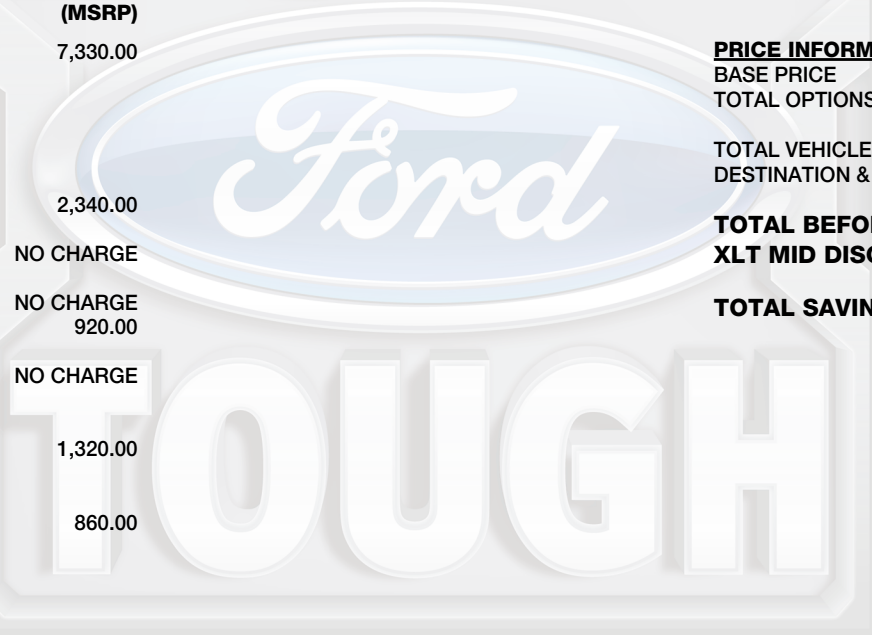 (MSRP)
7,330.00
2,340.00
NO CHARGE
NO CHARGE
920.00
NO CHARGE
1,320.00
860.00
PRICE INFORM
BASE PRICE
TOTAL OPTIONS
TOTAL VEHICLE
DESTINATION &
TOTAL BEFO
XLT MID DISC
TOTAL SAVIN
Ford
TOUGH